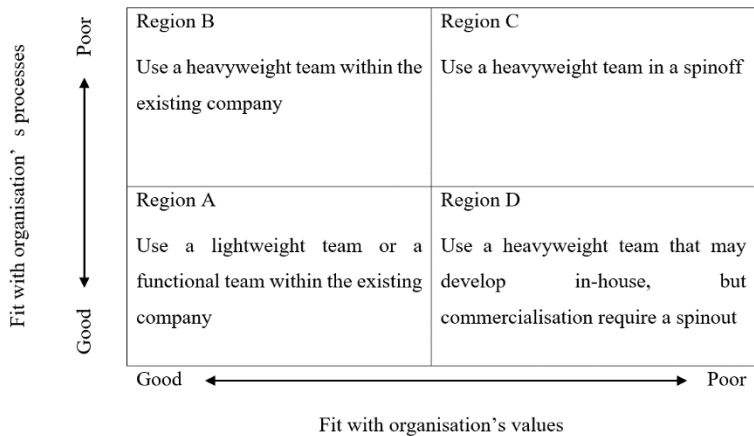 Fit with organisation’ s processes
Poor
Good
Region B
Use a heavyweight team within the
existing company
Region C
Use a heavyweight team in a spinoff
Region A
Use a lightweight team or a
functional team within the existing
company
Region D
Use a heavyweight team that may
develop in-house, but
commercialisation require a spinout
Good
Poor
Fit with organisation’s values